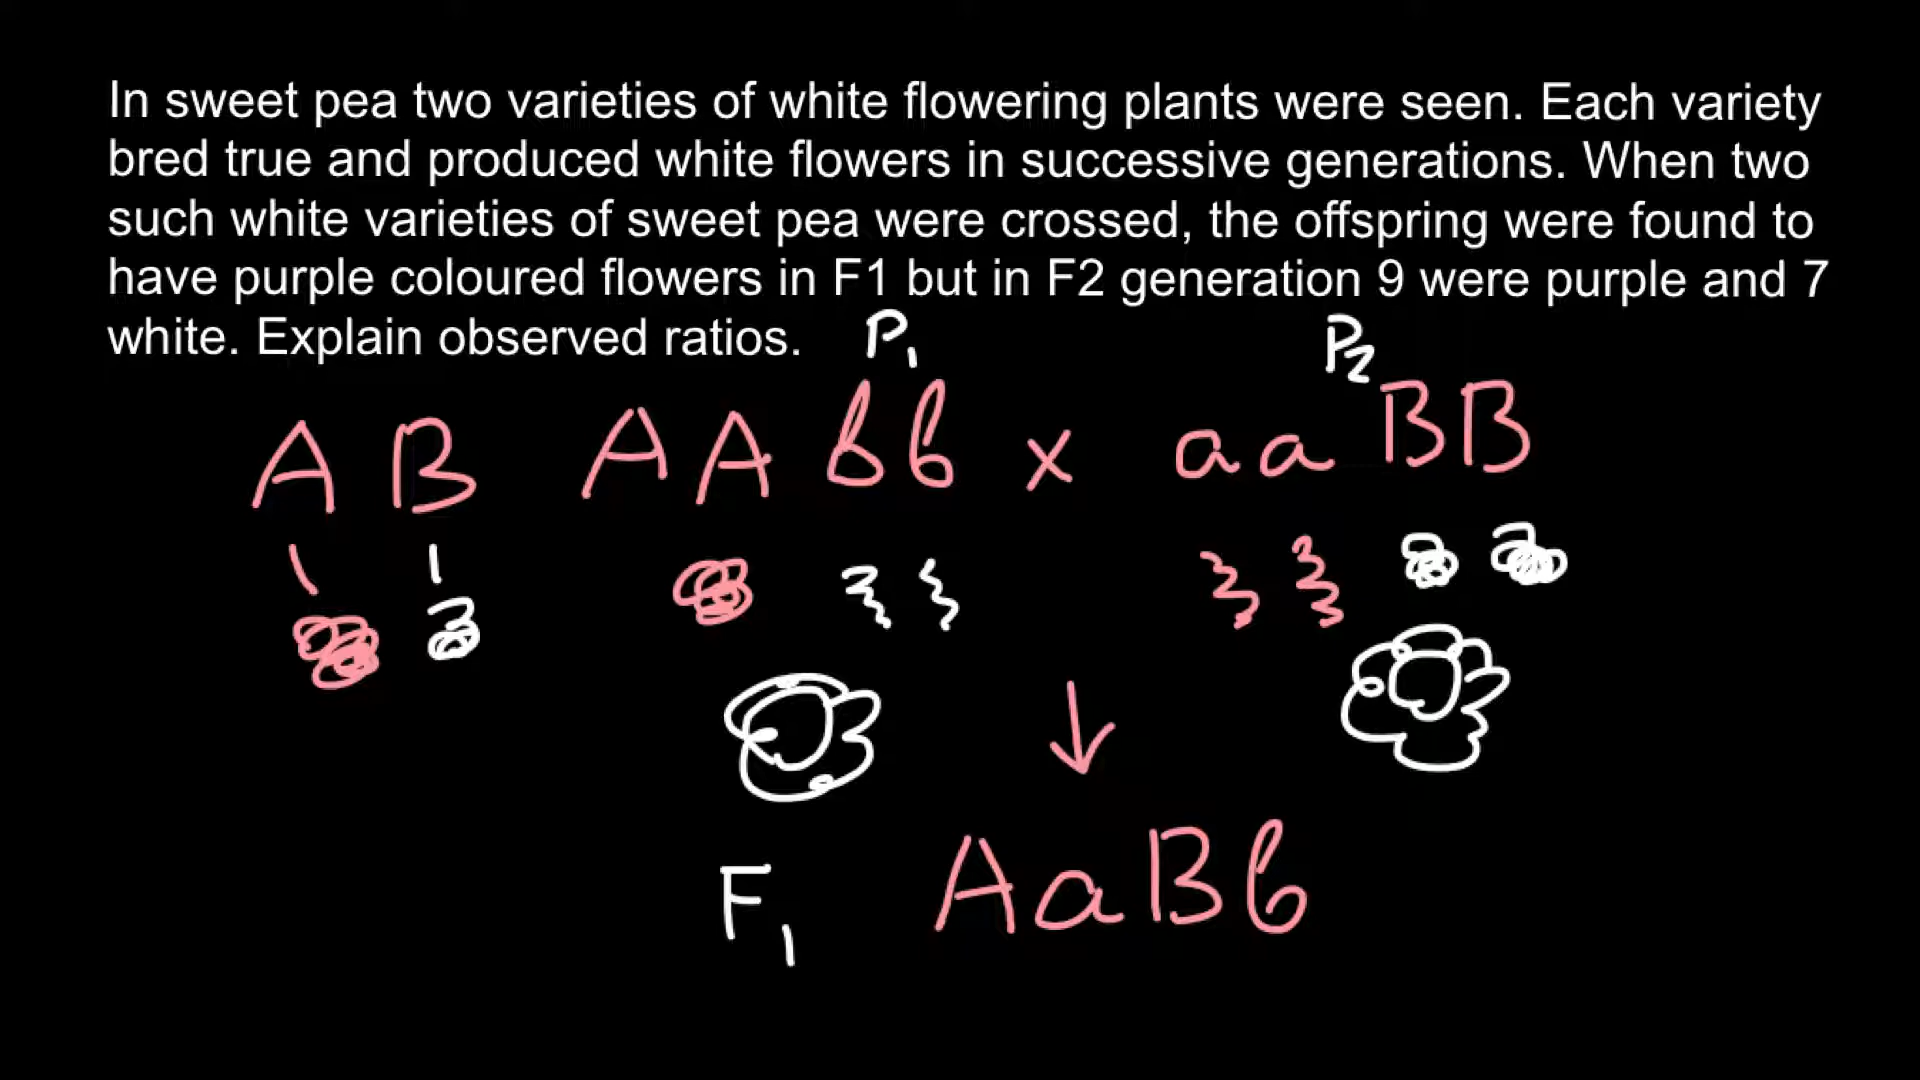 In sweet pea two varieties of white flowering plants were seen. Each variety
bred true and produced white flowers in successive generations. When two
such white varieties of sweet pea were crossed, the offspring were found to
have purple coloured flowers in F1 but in F2 generation 9 were purple and 7
white. Explain observed ratios.
P1 P2
A B AAbb x aaBB
F1 AaBb